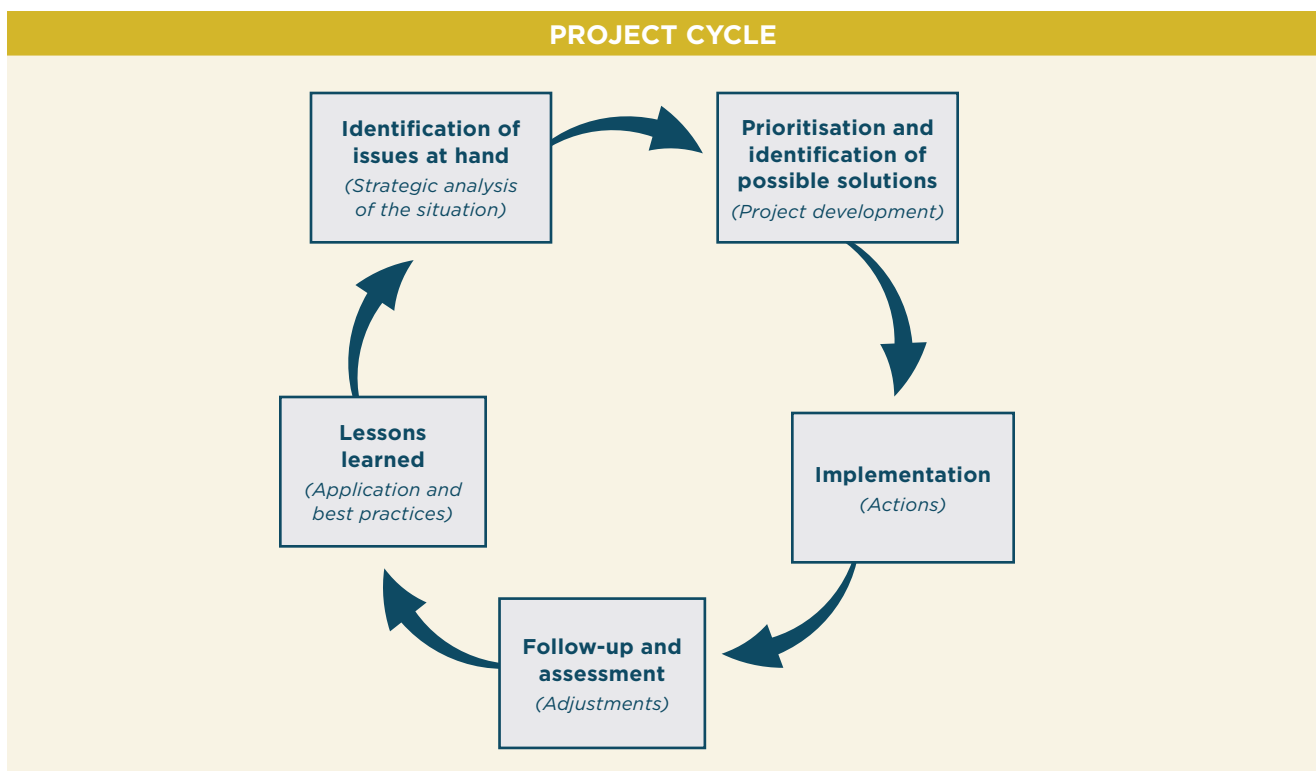 PROJECT CYCLE
Identification of
issues at hand
(Strategic analysis
of the situation)
Prioritisation and
identification of
possible solutions
(Project development)
Implementation
(Actions)
Follow-up and
assessment
(Adjustments)
Lessons
learned
(Application and
best practices)